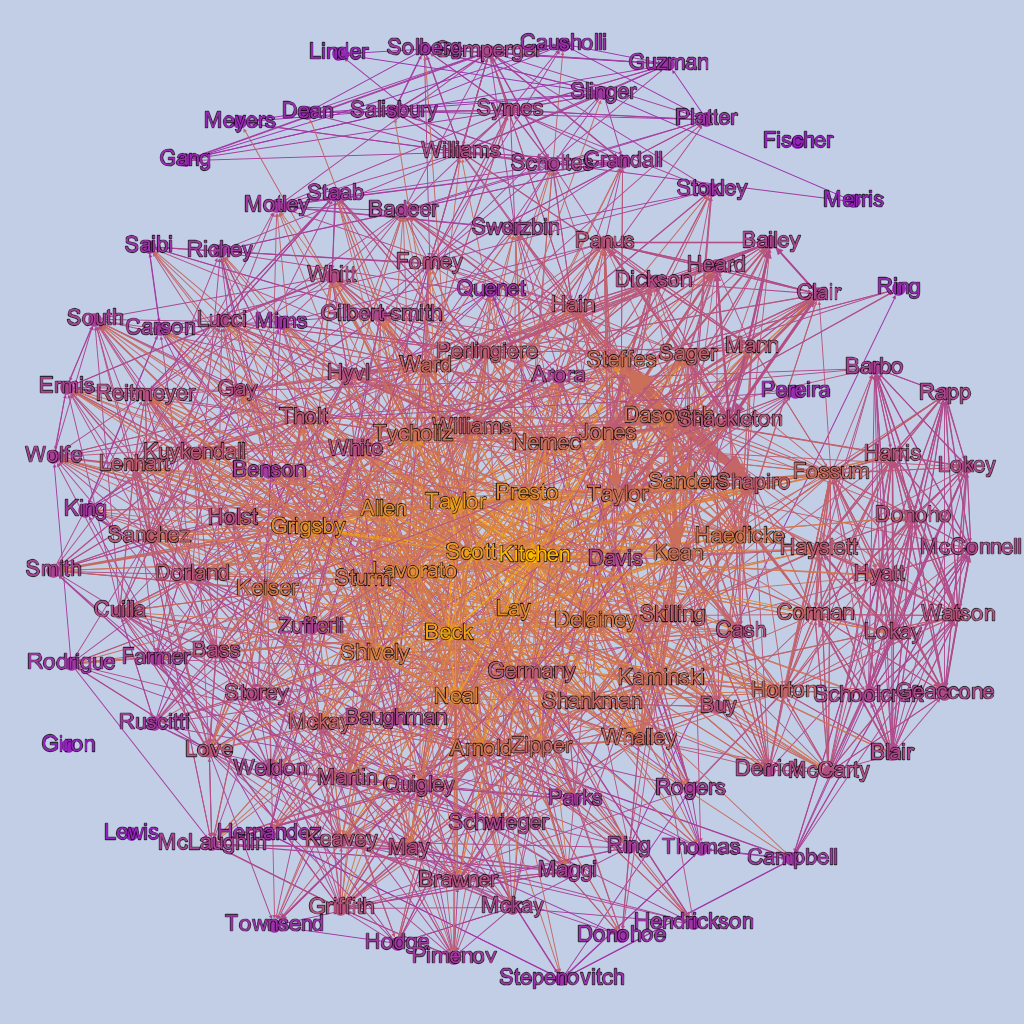 Linder
Solberg
Semperger
Causholli
Guzman
Slinger
Meyers
Dean
Salisbury
Symes
Platter
Fischer
Gang
Williams
Scholtes
Crandall
Stokley
Merris
Motley
Staab
Badeer
Swerzbin
Panus
Bailey
Saibi
Richey
Whitt
Forney
Quenet
Dickson
Heard
Clair
Ring
South
Carson
Lucci
Mims
Gilbert-smith
Hain
Ermis
Reitmeyer
Gay
Hyvl
Ward
Perlingiere
Arora
Steffes
Sager
Mann
Pereira
Barbo
Rapp
Wolfe
Lenhart
Kuykendall
Benson
Tholt
White
Tycholiz
Williams
Nemec
Jones
Dasovich
Shackleton
Harris
Lokey
King
Sanchez
Holst
Grigsby
Allen
Taylor
Presto
Taylor
Sanders
Shapiro
Fossum
Donoho
Smith
Dorland
Keiser
Sturm
Lavorato
Scott
Kitchen
Davis
Kean
Haedicke
Hayslett
Hyatt
McConnell
Cuilla
Zufferli
Beck
Lay
Delainey
Skilling
Cash
Corman
Lokay
Watson
Rodrigue
Farmer
Bass
Shively
Germany
Kaminski
Storey
Neal
Shankman
Buy
Horton
Schoolcraft
Geaccone
Giron
Ruscitti
Love
Mckay
Baughman
Arnold
Zipper
Whalley
Derrick
McCarty
Blair
Weldon
Martin
Quigley
Parks
Rogers
Lewis
McLaughlin
Hernandez
Keavey
May
Schwieger
Ring
Thomas
Campbell
Brawner
Maggi
Townsend
Griffith
Mckay
Hodge
Pimenov
Donohoe
Hendrickson
Stepenovitch